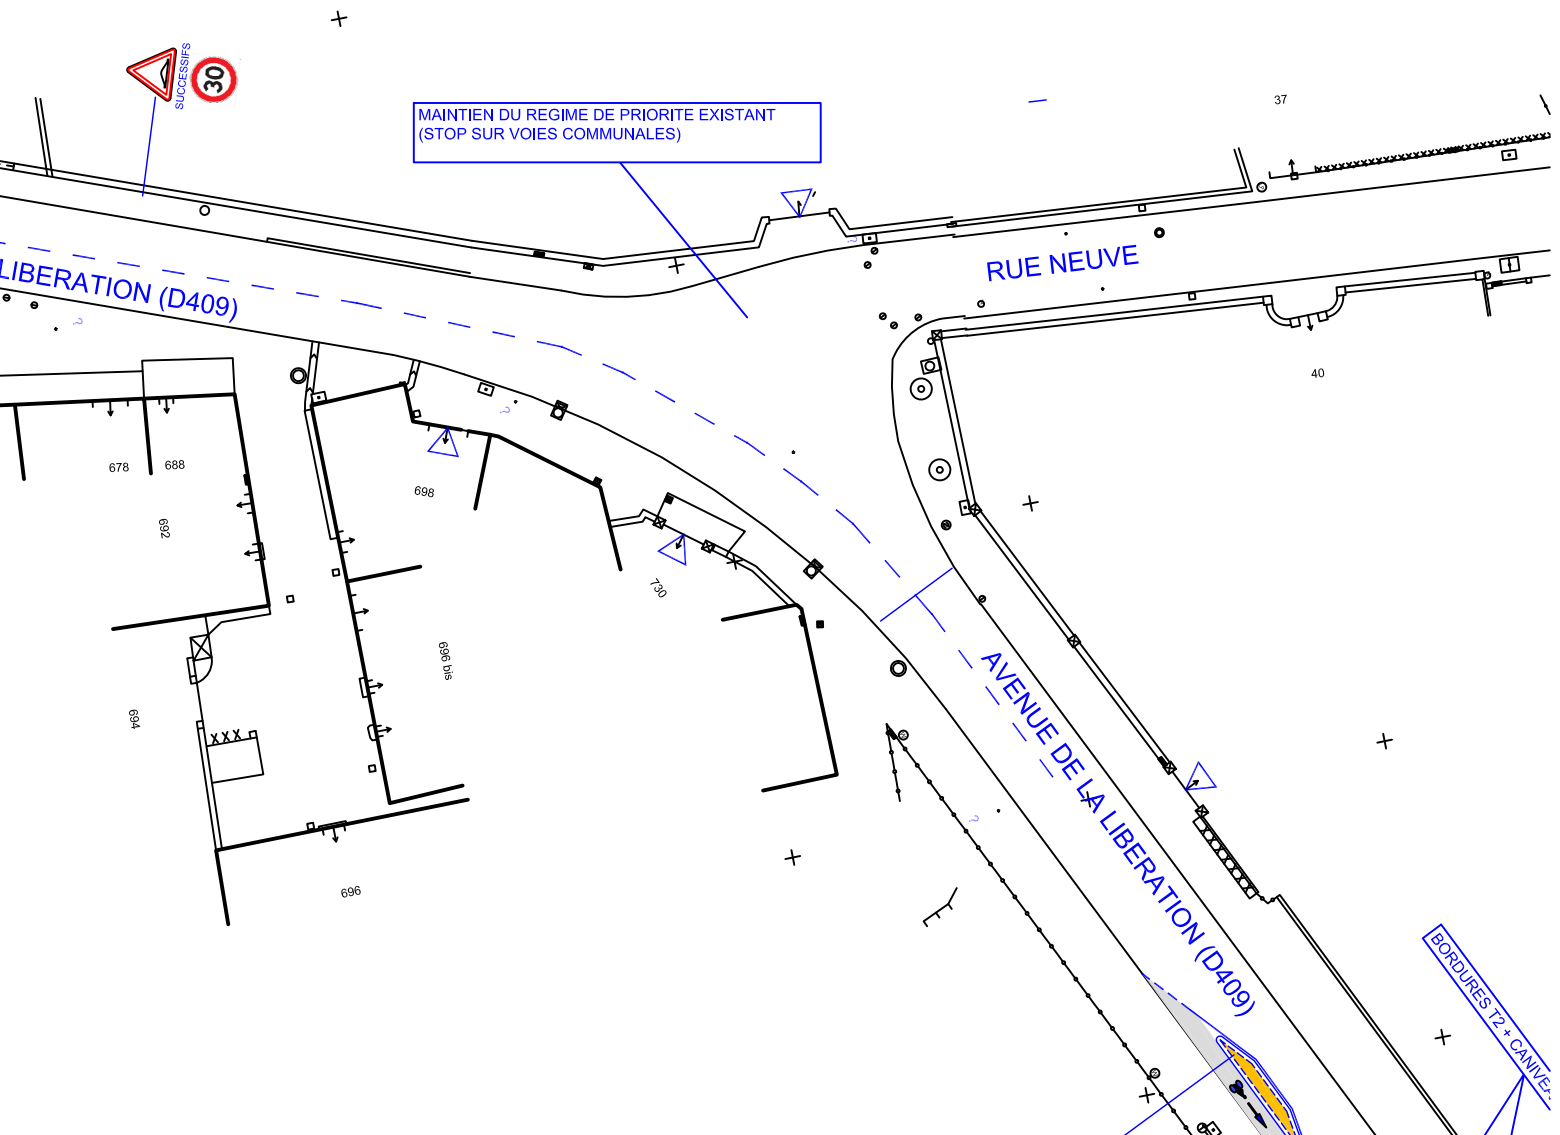 SUCCESSIFS
30
MAINTIEN DU REGIME DE PRIORITE EXISTANT
(STOP SUR VOIES COMMUNALES)
37
RUE NEUVE
LIBERATION (D409)
?
?
?
?
40
678
688
692
698
730
696 bis
694
696
AVENUE DE LA LIBERATION (D409)
BORDURES T2 + CANIVEA